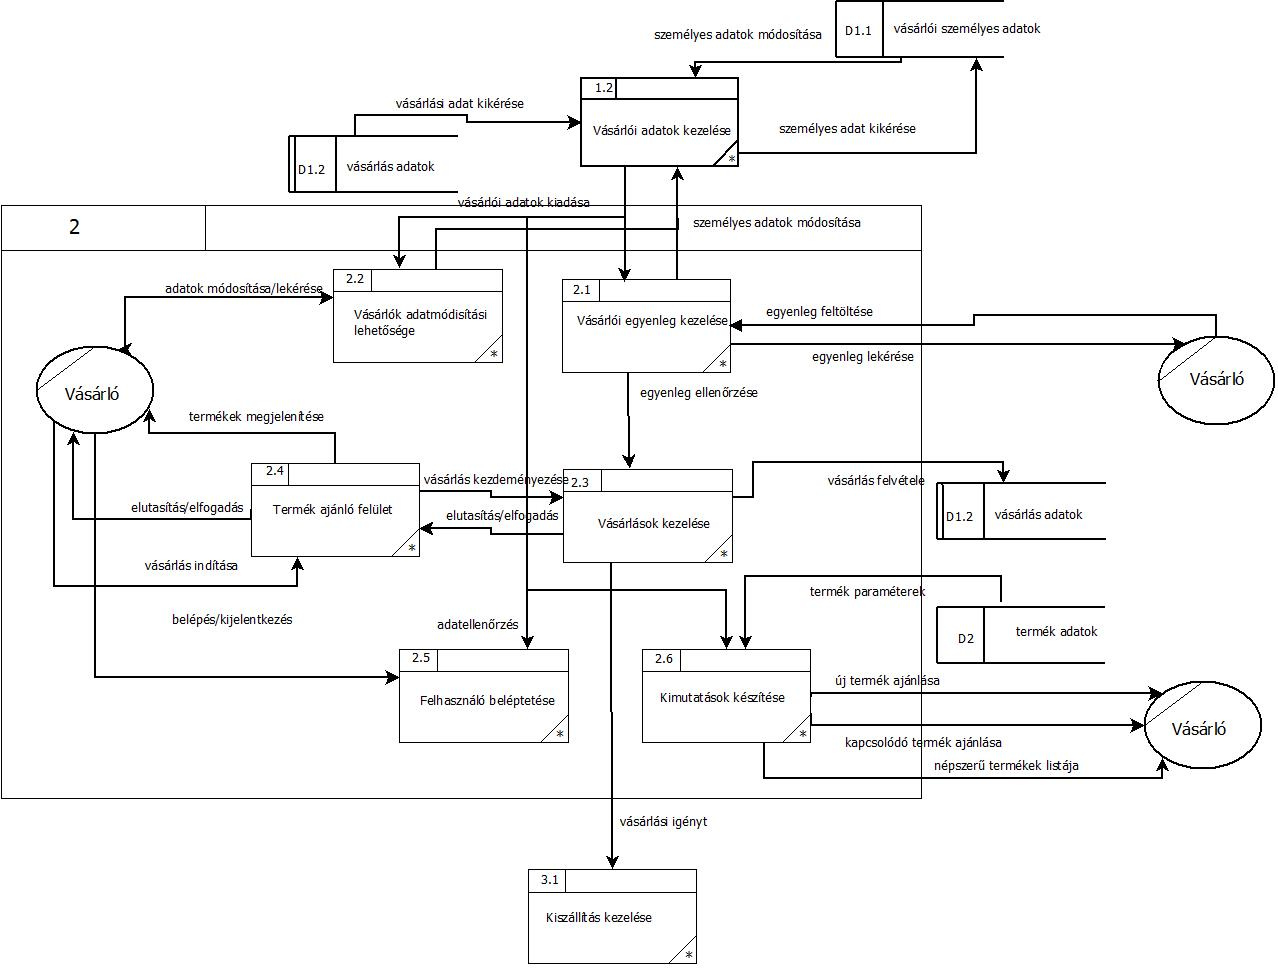 D1.1
vásárlói személyes adatok
személyes adatok módosítása
1.2
Vásárlói adatok kezelése
*
vásárlási adat kikérése
személyes adat kikérése
D1.2
vásárlás adatok
vásárlói adatok kiadása
személyes adatok módosítása
2
2.2
Vásárlók adatmódisítási
lehetősége
*
adatok módosítása/lekérése
2.1
Vásárlói egyenleg kezelése
*
egyenleg feltöltése
egyenleg lekérése
Vásárló
Vásárló
egyenleg ellenőrzése
termékek megjelenítése
2.4
Termék ajánló felület
*
vásárlás kezdeményezése
elutasítás/elfogadás
2.3
Vásárlások kezelése
*
vásárlás felvétele
D1.2
vásárlás adatok
elutasítás/elfogadás
vásárlás indítása
belépés/kijelentkezés
adatellenőrzés
termék paraméterek
D2
termék adatok
2.5
Felhasználó beléptetése
*
2.6
Kimutatások készítése
*
új termék ajánlása
kapcsolódó termék ajánlása
népszerű termékek listája
Vásárló
vásárlási igényt
3.1
Kiszállítás kezelése
*